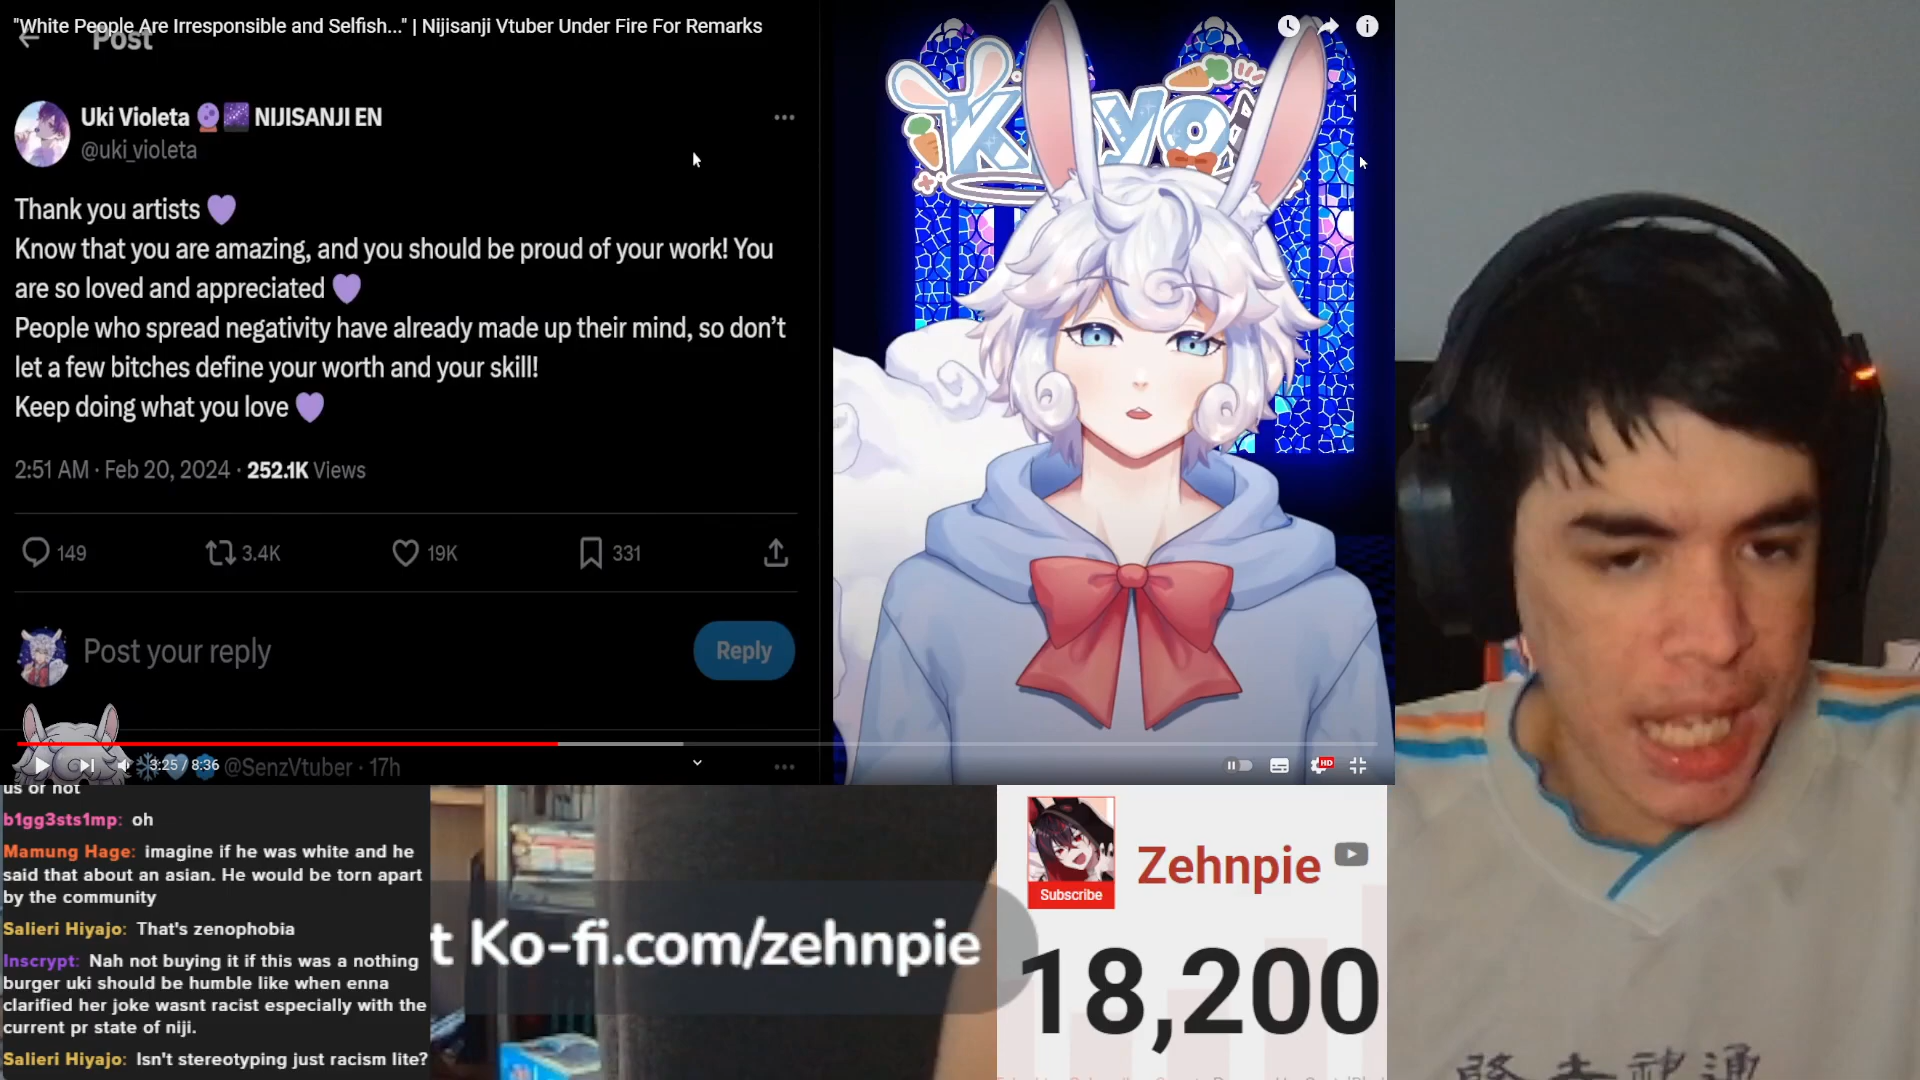 "White People Are Irresponsible and Selfish..." | Nijisanji Vtuber Under Fire For Remarks
Post
Uki Violeta 🔮🌌 NIJISANJI EN
@uki_violeta
Thank you artists 💜
Know that you are amazing, and you should be proud of your work! You
are so loved and appreciated 💜
People who spread negativity have already made up their mind, so don't
let a few bitches define your worth and your skill!
Keep doing what you love 💜
2:51 AM · Feb 20, 2024 · 252.1K Views
149 3.4K 19K 331
Post your reply
Reply
3:25 / 8:36
@SenzVtuber · 17h
HD
us or not
b1gg3sts1mp: oh
Mamung Hage: imagine if he was white and he
said that about an asian. He would be torn apart
by the community
Salieri Hiyajo: That's zenophobia
Inscrypt: Nah not buying it if this was a nothing
burger uki should be humble like when enna
clarified her joke wasnt racist especially with the
current pr state of niji.
Salieri Hiyajo: Isn't stereotyping just racism lite?
t Ko-fi.com/zehnpie
Subscribe
Zehnpie
18,200